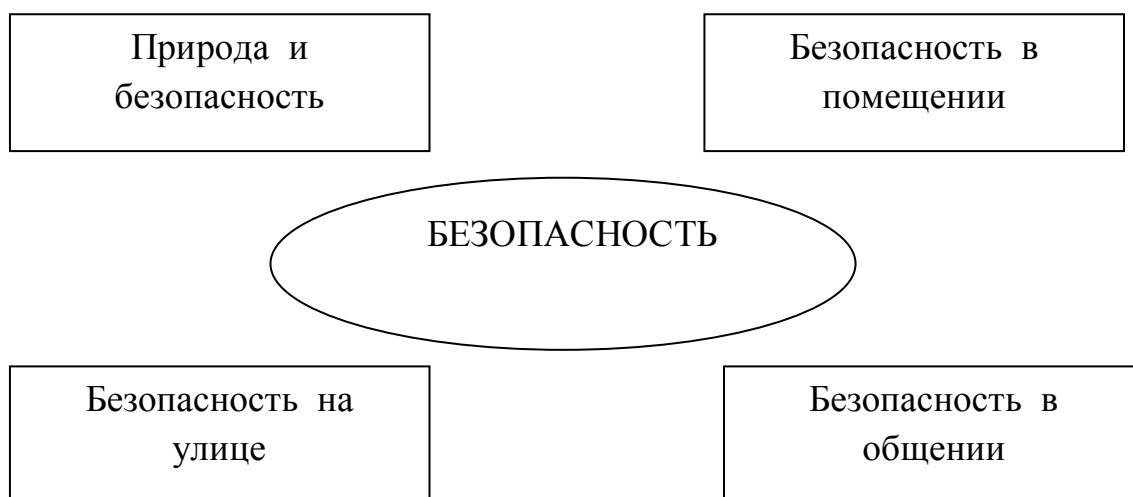 Природа и
безопасность
Безопасность в
помещении
БЕЗОПАСНОСТЬ
Безопасность на
улице
Безопасность в
общении